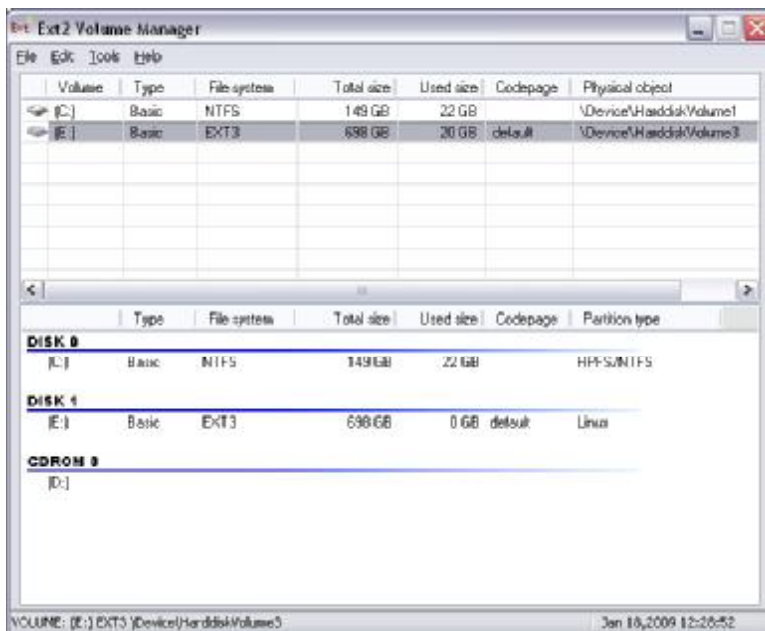 Ext2 Volume Manager
File Edit Tools Help
Volume Type File system Total size Used size Codepage Physical object
(C:) Basic NTFS 149 GB 22 GB \Device\HarddiskVolume1
(E:) Basic EXT3 698 GB 20 GB default \Device\HarddiskVolume3
Type File system Total size Used size Codepage Partition type
DISK 0
(C:) Basic NTFS 149 GB 22 GB HPFS/NTFS
DISK 1
(E:) Basic EXT3 698 GB 0 GB default Linux
CDROM 0
(D:)
VOLUME: (E:) EXT3 \Device\HarddiskVolume3 Jan 18,2009 12:28:52